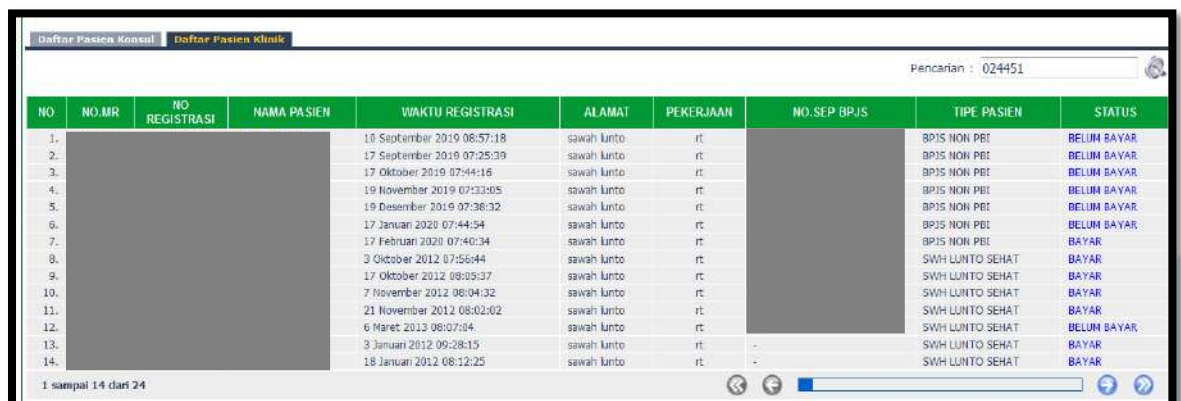 Daftar Pasien Konsul Daftar Pasien Klinik
Pencarian : 024451
NO NO.MR NO REGISTRASI NAMA PASIEN WAKTU REGISTRASI ALAMAT PEKERJAAN NO.SEP BPJS TIPE PASIEN STATUS
1. 10 September 2019 08:57:18 sawah lunto rt BPJS NON PBI BELUM BAYAR
2. 17 September 2019 07:25:39 sawah lunto rt BPJS NON PBI BELUM BAYAR
3. 17 Oktober 2019 07:44:16 sawah lunto rt BPJS NON PBI BELUM BAYAR
4. 19 November 2019 07:33:05 sawah lunto rt BPJS NON PBI BELUM BAYAR
5. 19 Desember 2019 07:38:32 sawah lunto rt BPJS NON PBI BELUM BAYAR
6. 17 Januari 2020 07:44:54 sawah lunto rt BPJS NON PBI BELUM BAYAR
7. 17 Februari 2020 07:40:34 sawah lunto rt BPJS NON PBI BAYAR
8. 3 Oktober 2012 07:56:44 sawah lunto rt SWH LUNTO SEHAT BAYAR
9. 17 Oktober 2012 08:05:37 sawah lunto rt SWH LUNTO SEHAT BAYAR
10. 7 November 2012 08:04:32 sawah lunto rt SWH LUNTO SEHAT BAYAR
11. 21 November 2012 08:02:02 sawah lunto rt SWH LUNTO SEHAT BAYAR
12. 6 Maret 2013 08:07:04 sawah lunto rt SWH LUNTO SEHAT BELUM BAYAR
13. 3 Januari 2012 09:28:15 sawah lunto rt - SWH LUNTO SEHAT BAYAR
14. 18 Januari 2012 08:12:25 sawah lunto rt - SWH LUNTO SEHAT BAYAR
1 sampai 14 dari 24